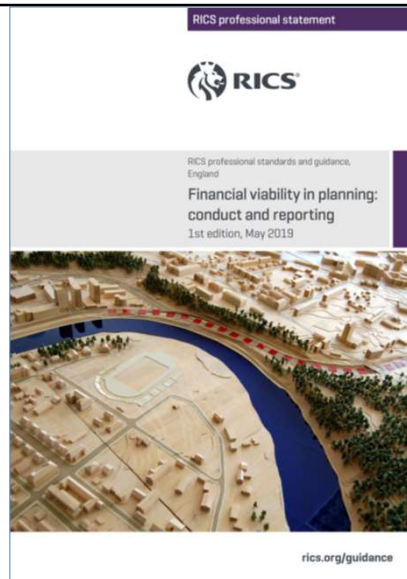 RICS professional statement
RICS
RICS professional standards and guidance,
England
Financial viability in planning:
conduct and reporting
1st edition, May 2019
rics.org/guidance